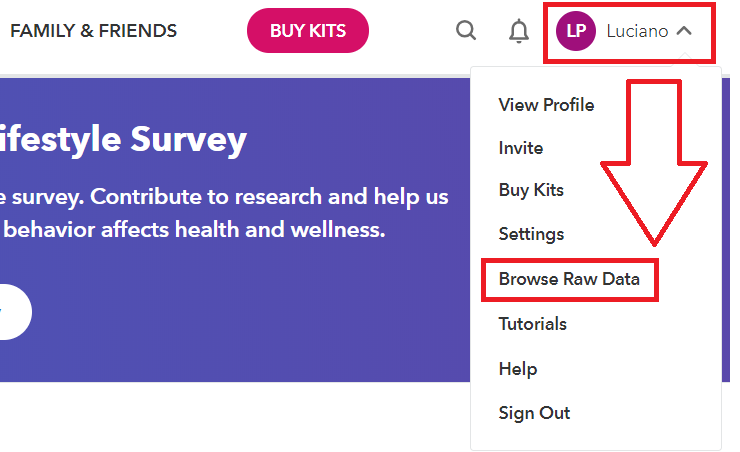 FAMILY & FRIENDS
BUY KITS
LP
Luciano
ifestyle Survey
e survey. Contribute to research and help us
behavior affects health and wellness.
View Profile
Invite
Buy Kits
Settings
Browse Raw Data
Tutorials
Help
Sign Out